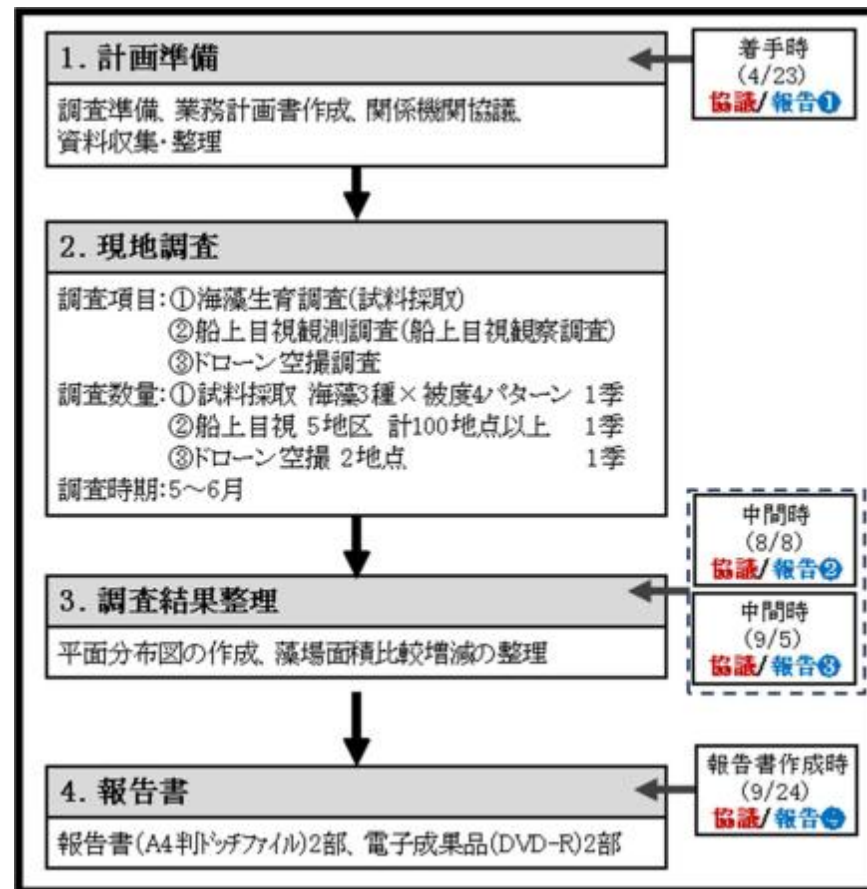 1. 計画準備
調査準備、業務計画書作成、関係機関協議、
資料収集・整理
着手時
(4/23)
協議/報告❶
2. 現地調査
調査項目:①海藻生育調査(試料採取)
②船上目視観測調査(船上目視観察調査)
③ドローン空撮調査
調査数量:①試料採取 海藻3種×被度4パターン 1季
②船上目視 5地区 計100地点以上 1季
③ドローン空撮 2地点 1季
調査時期:5～6月
中間時
(8/8)
協議/報告❷
中間時
(9/5)
協議/報告❸
3. 調査結果整理
平面分布図の作成、藻場面積比較増減の整理
報告書作成時
(9/24)
協議/報告
4. 報告書
報告書(A4判ドッチファイル)2部、電子成果品(DVD-R)2部